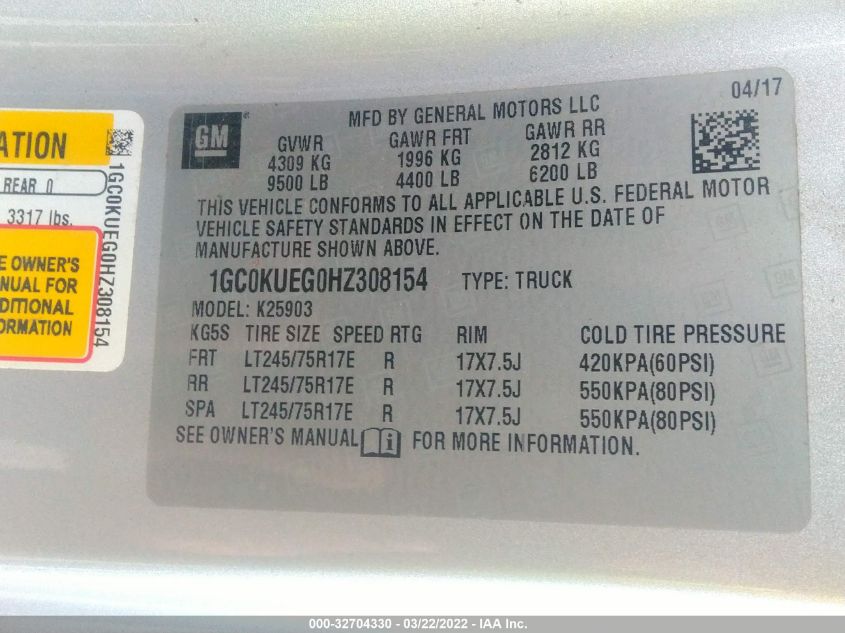 ATION
REAR 0
3317 lbs.
E OWNER'S
NUAL FOR
DITIONAL
ORMATION
1GC0KUEG0HZ308154
GM
MFD BY GENERAL MOTORS LLC
04/17
GVWR GAWR FRT GAWR RR
4309 KG 1996 KG 2812 KG
9500 LB 4400 LB 6200 LB
THIS VEHICLE CONFORMS TO ALL APPLICABLE U.S. FEDERAL MOTOR
VEHICLE SAFETY STANDARDS IN EFFECT ON THE DATE OF
MANUFACTURE SHOWN ABOVE.
1GC0KUEG0HZ308154 TYPE: TRUCK
MODEL: K25903
KG5S TIRE SIZE SPEED RTG RIM COLD TIRE PRESSURE
FRT LT245/75R17E R 17X7.5J 420KPA(60PSI)
RR LT245/75R17E R 17X7.5J 550KPA(80PSI)
SPA LT245/75R17E R 17X7.5J 550KPA(80PSI)
SEE OWNER'S MANUAL FOR MORE INFORMATION.
000-32704330 - 03/22/2022 - IAA Inc.